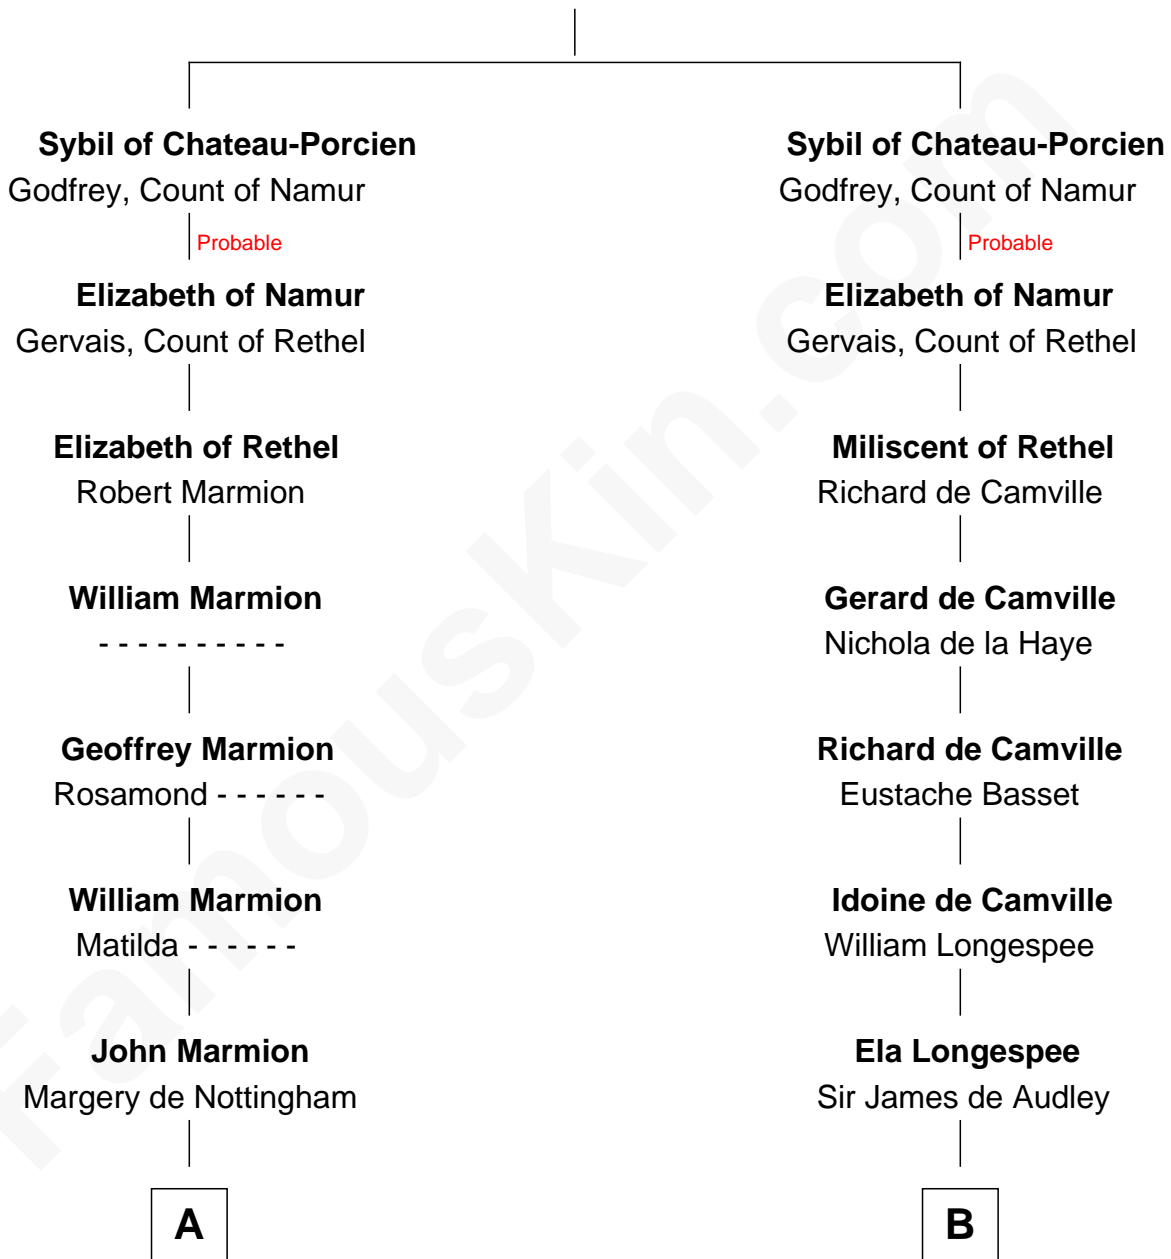 Sybil of Chateau-Porcien
Godfrey, Count of Namur
Probable
Elizabeth of Namur
Gervais, Count of Rethel
Elizabeth of Rethel
Robert Marmion
William Marmion
- - - - - - - - - -
Geoffrey Marmion
Rosamond - - - - - -
William Marmion
Matilda - - - - - -
John Marmion
Margery de Nottingham
A
Sybil of Chateau-Porcien
Godfrey, Count of Namur
Probable
Elizabeth of Namur
Gervais, Count of Rethel
Miliscent of Rethel
Richard de Camville
Gerard de Camville
Nichola de la Haye
Richard de Camville
Eustache Basset
Idoine de Camville
William Longespee
Ela Longespee
Sir James de Audley
B
FamousKin.com